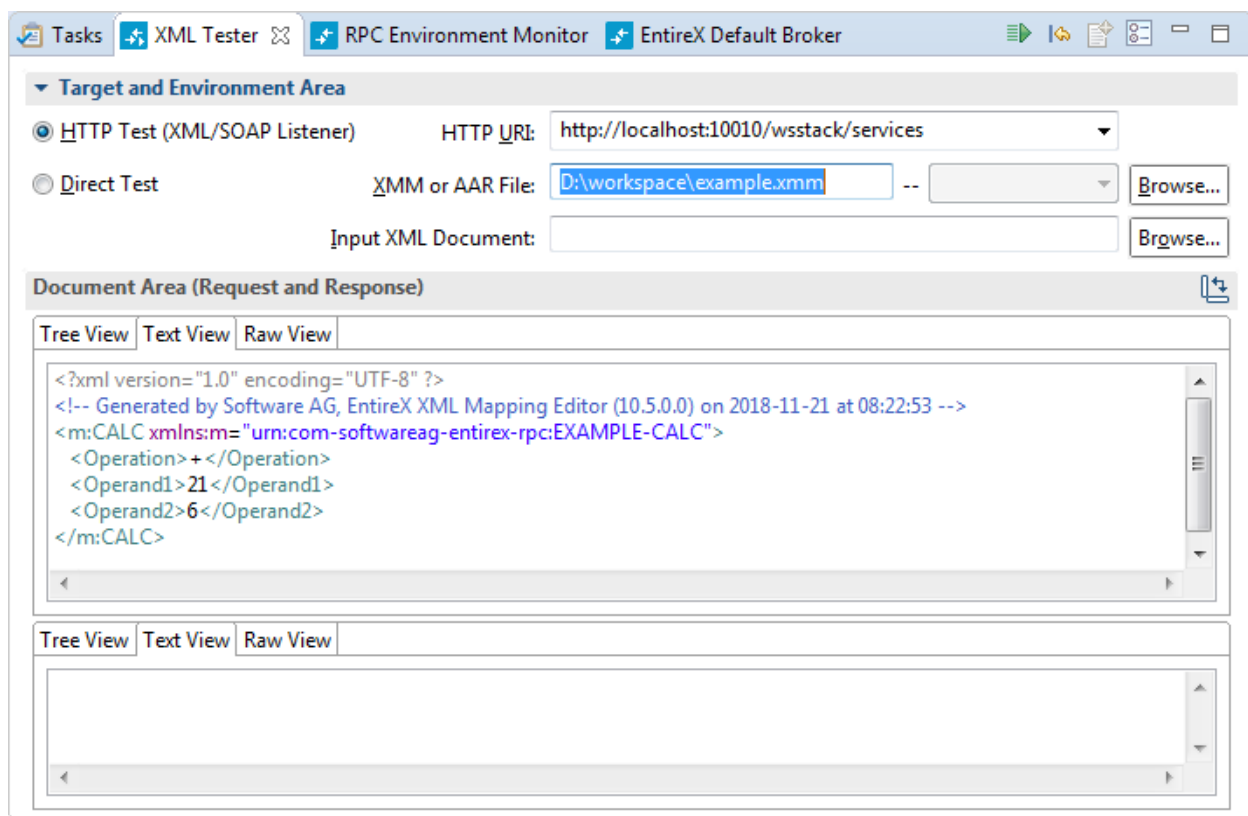 Tasks XML Tester RPC Environment Monitor EntireX Default Broker
Target and Environment Area
HTTP Test (XML/SOAP Listener) HTTP URI: http://localhost:10010/wsstack/services
Direct Test XMM or AAR File: D:\workspace\example.xmm -- Browse...
Input XML Document: Browse...
Document Area (Request and Response)
Tree View Text View Raw View
<?xml version="1.0" encoding="UTF-8" ?>
<!-- Generated by Software AG, EntireX XML Mapping Editor (10.5.0.0) on 2018-11-21 at 08:22:53 -->
<m:CALC xmlns:m="urn:com-softwareag-entirex-rpc:EXAMPLE-CALC">
<Operation>+</Operation>
<Operand1>21</Operand1>
<Operand2>6</Operand2>
</m:CALC>
Tree View Text View Raw View